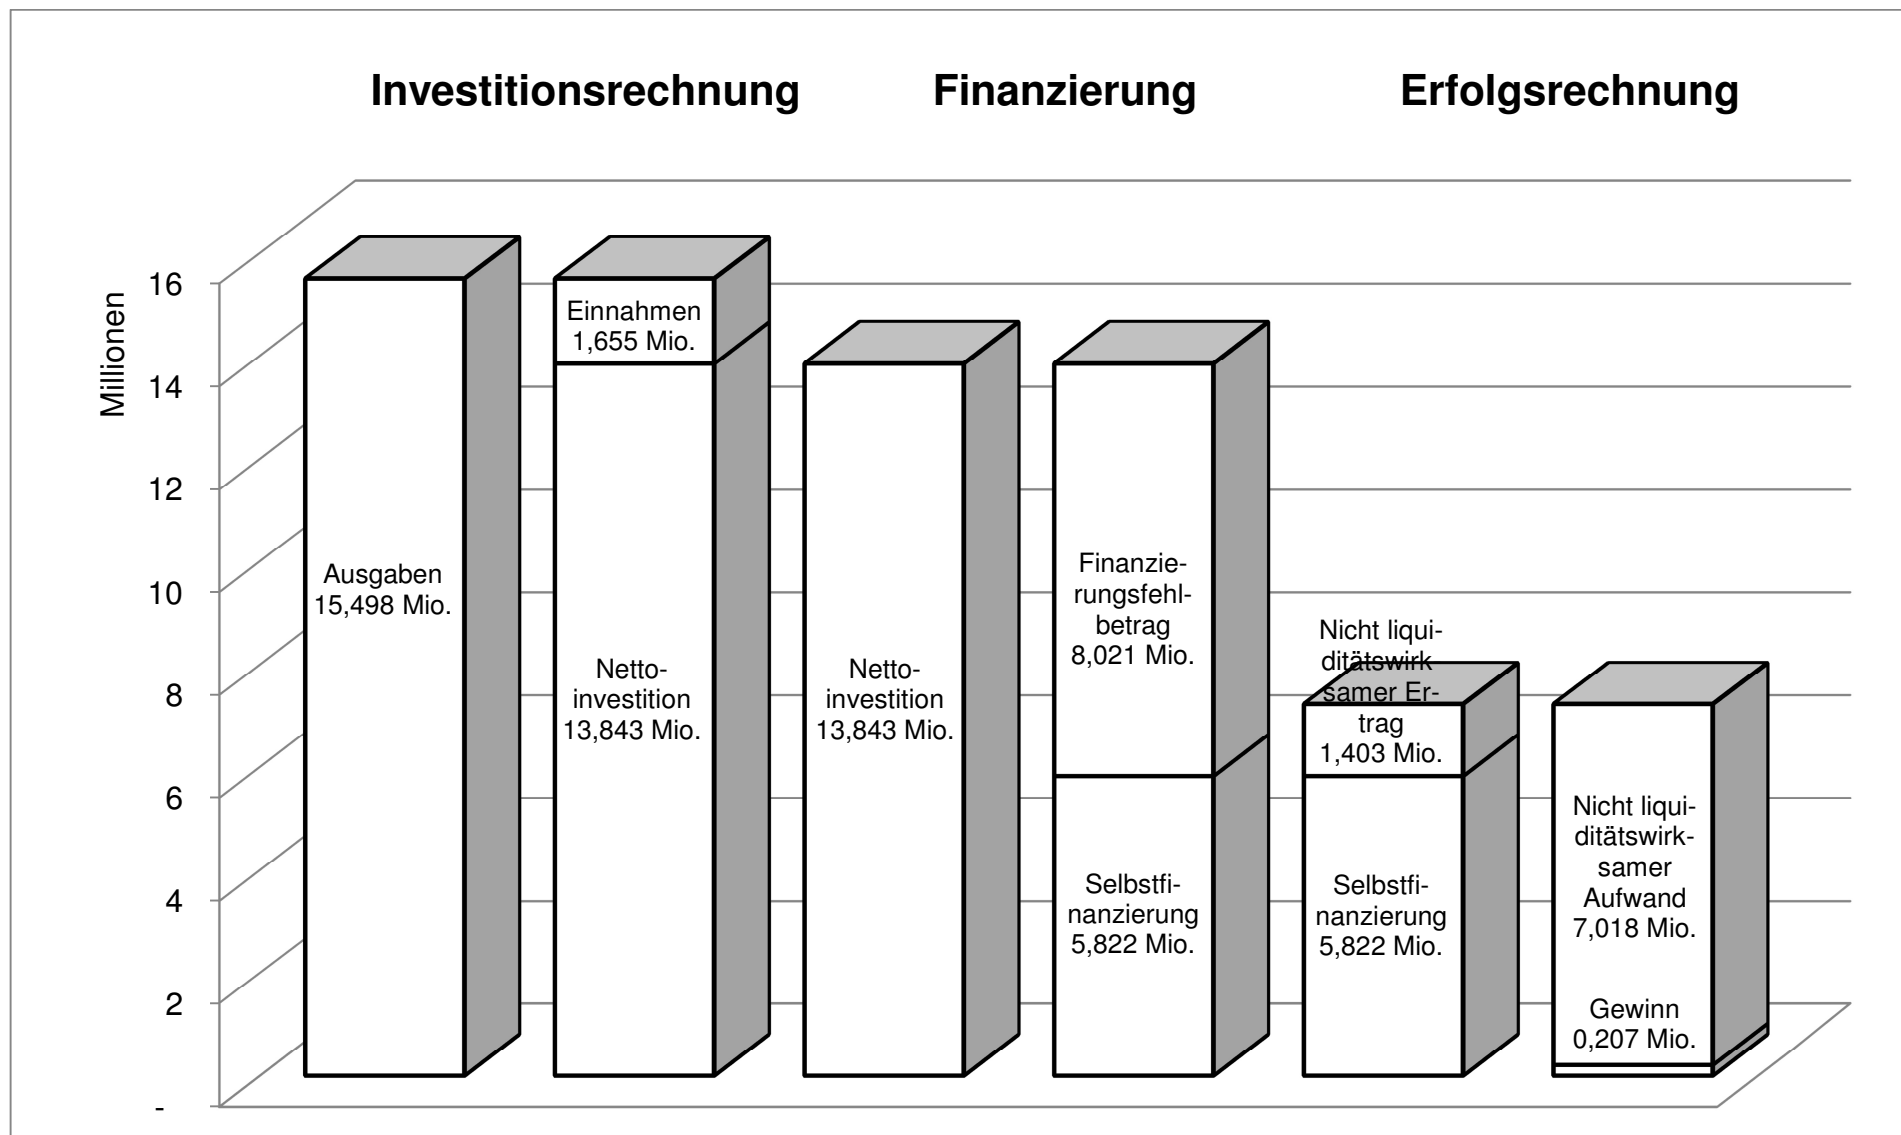 Investitionsrechnung
Finanzierung
Erfolgsrechnung
Millionen
16
14
12
10
8
6
4
2
-
Ausgaben
15,498 Mio.
Einnahmen
1,655 Mio.
Netto-
investition
13,843 Mio.
Netto-
investition
13,843 Mio.
Finanzie-
rungsfehl-
betrag
8,021 Mio.
Selbstfi-
nanzierung
5,822 Mio.
Nicht liqui-
ditätswirk-
samer Er-
trag
1,403 Mio.
Selbstfi-
nanzierung
5,822 Mio.
Nicht liqui-
ditätswirk-
samer
Aufwand
7,018 Mio.
Gewinn
0,207 Mio.